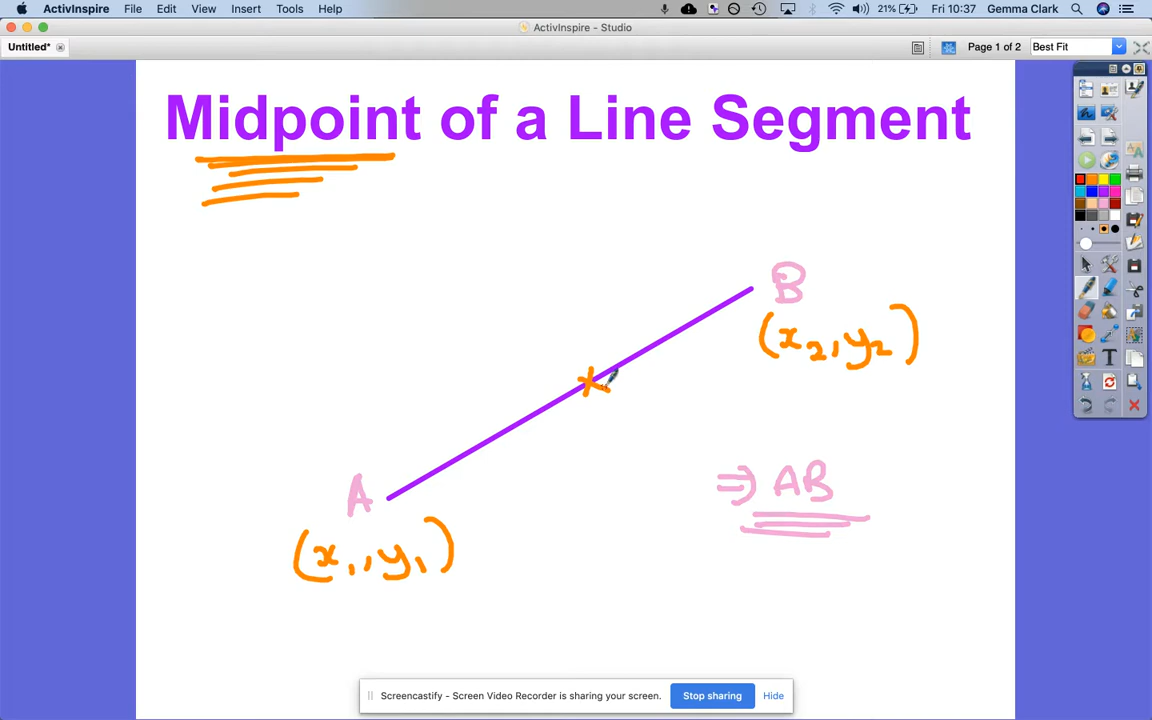 ActivInspire File Edit View Insert Tools Help 21% Fri 10:37 Gemma Clark
ActivInspire - Studio
Untitled* Page 1 of 2 Best Fit
Midpoint of a Line Segment
B
(x₂, y₂)
A
⇒ AB
(x₁, y₁)
Screencastify - Screen Video Recorder is sharing your screen. Stop sharing Hide